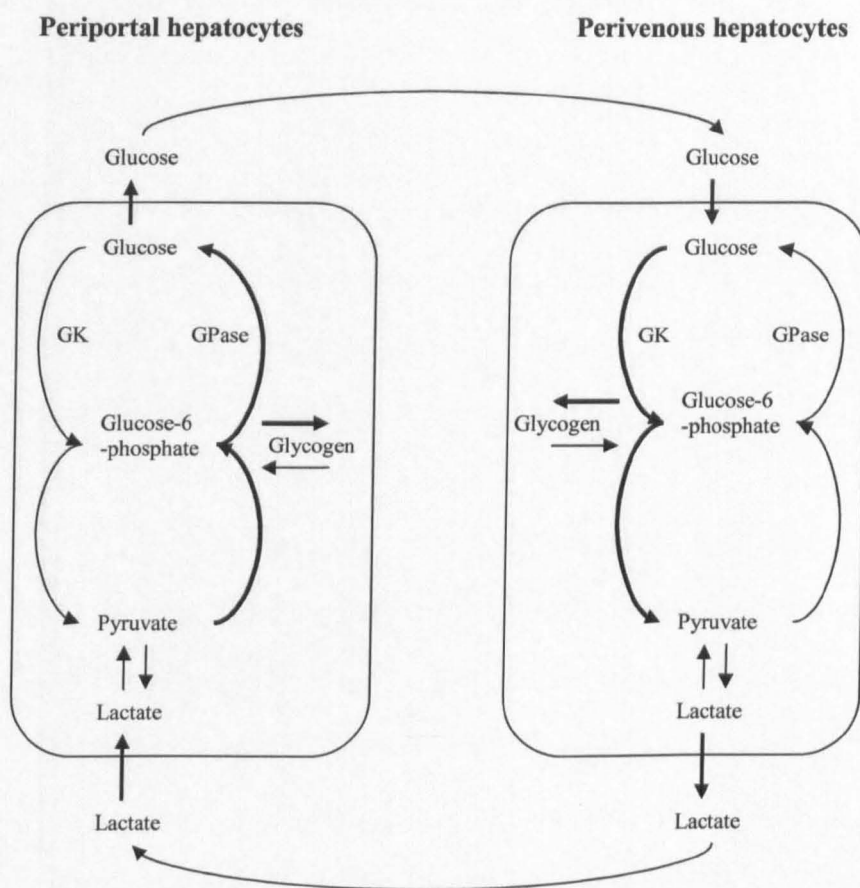 Periportal hepatocytes
Glucose
Glucose
GK
GPase
Glucose-6
-phosphate
Glycogen
Pyruvate
Lactate
Lactate
Perivenous hepatocytes
Glucose
Glucose
GK
GPase
Glycogen
Glucose-6
-phosphate
Pyruvate
Lactate
Lactate